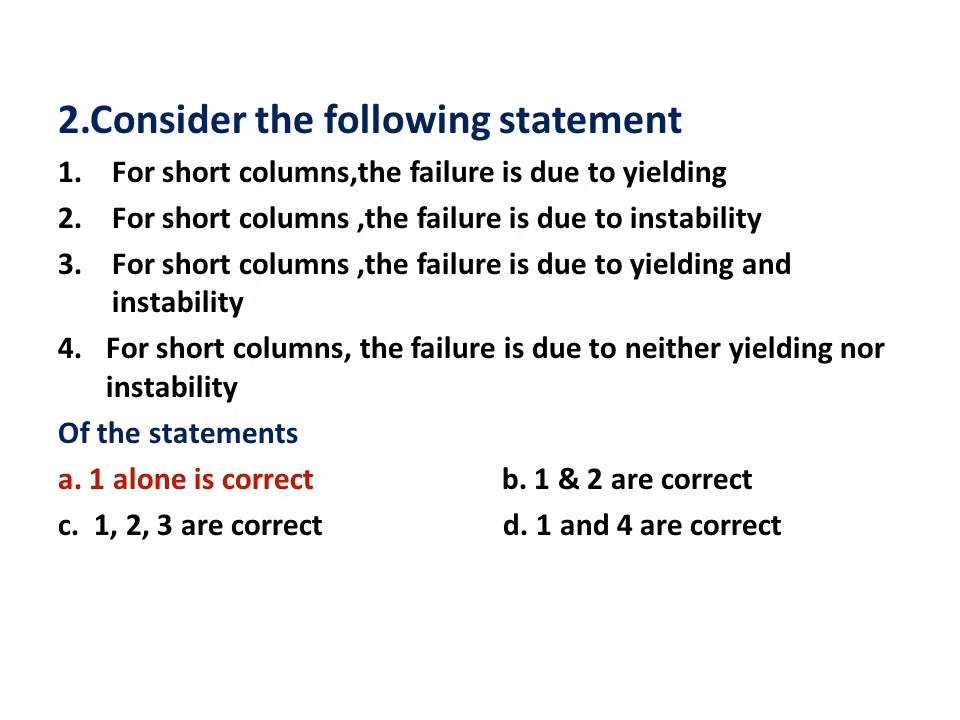 2.Consider the following statement
1. For short columns,the failure is due to yielding
2. For short columns ,the failure is due to instability
3. For short columns ,the failure is due to yielding and
instability
4. For short columns, the failure is due to neither yielding nor
instability
Of the statements
a. 1 alone is correct b. 1 & 2 are correct
c. 1, 2, 3 are correct d. 1 and 4 are correct